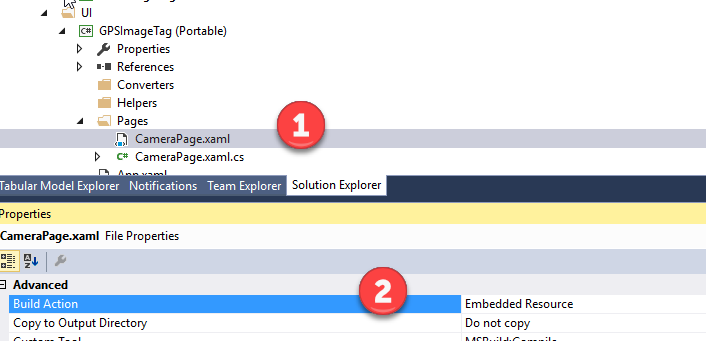 UI
C# GPSImageTag (Portable)
Properties
References
Converters
Helpers
Pages
CameraPage.xaml
1
C# CameraPage.xaml.cs
App.xaml
Tabular Model Explorer Notifications Team Explorer Solution Explorer
Properties
CameraPage.xaml File Properties
Advanced
2
Build Action Embedded Resource
Copy to Output Directory Do not copy
Custom Tool MSBuild:Compile